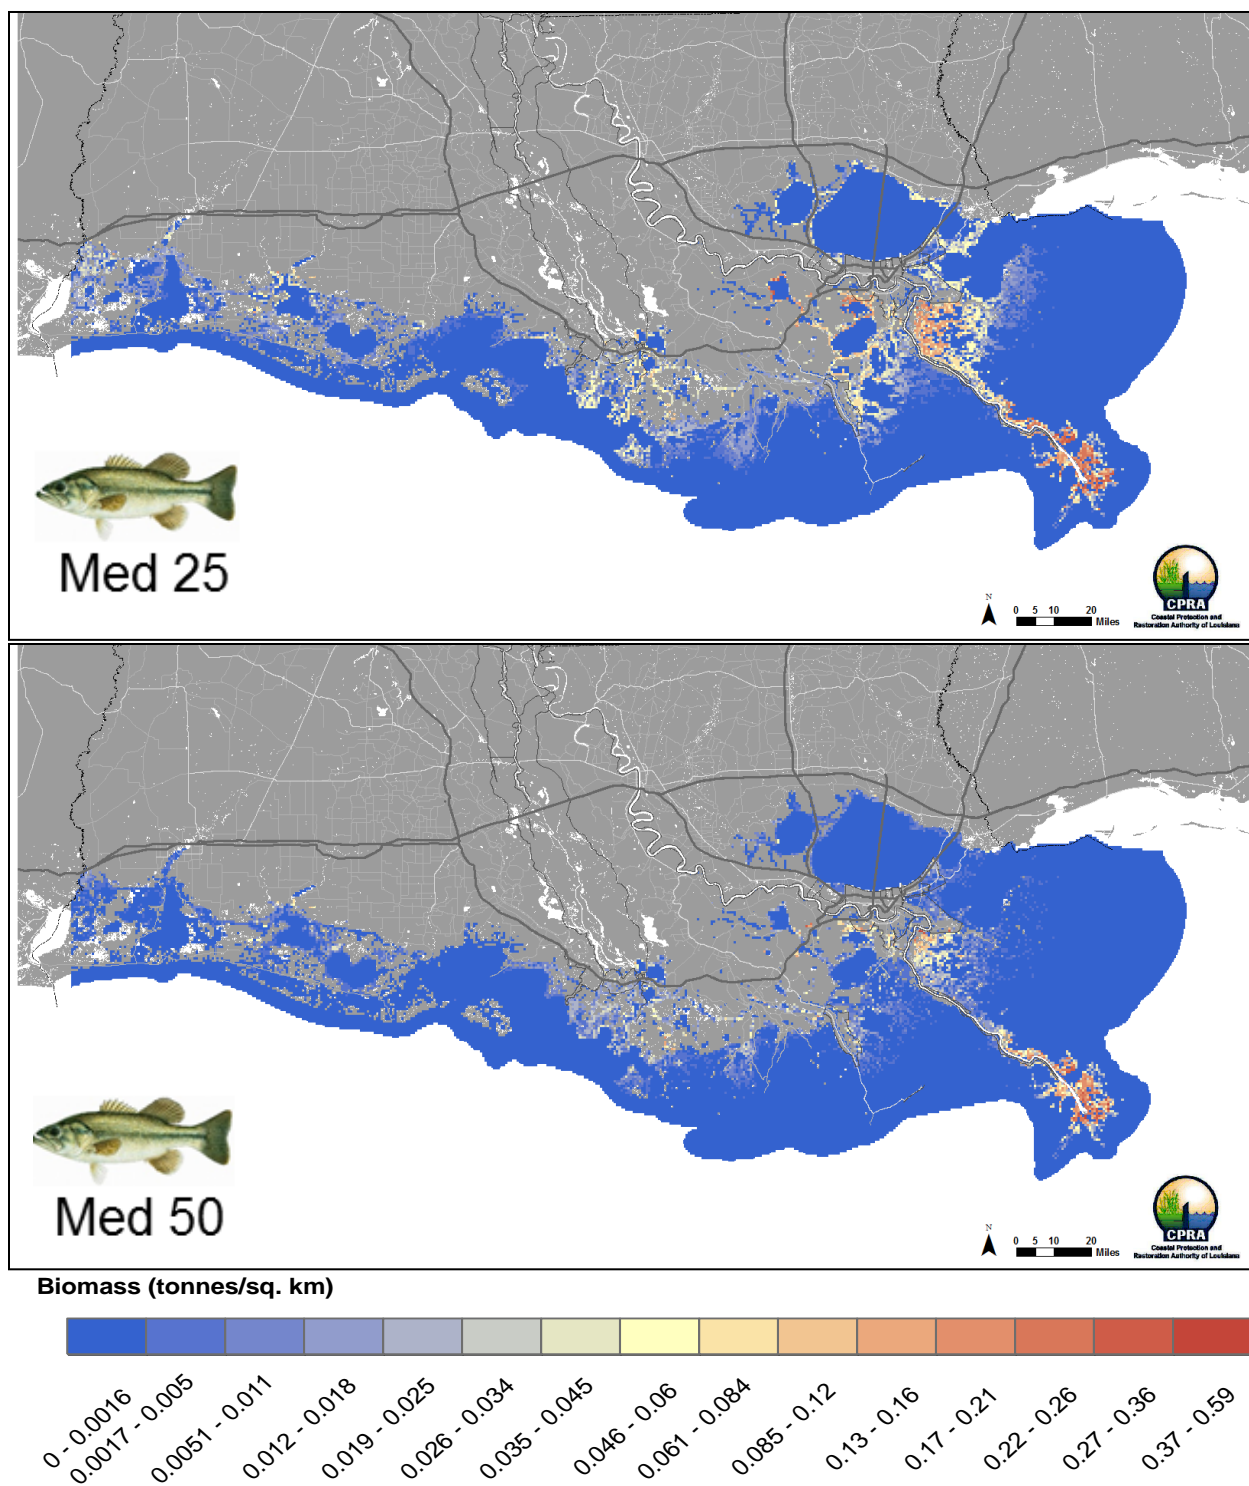 Med 25
N
0 5 10 20
Miles
CPRA
Coastal Protection and
Restoration Authority of Louisiana
Med 50
N
0 5 10 20
Miles
CPRA
Coastal Protection and
Restoration Authority of Louisiana
Biomass (tonnes/sq. km)
0 - 0.0016
0.0017 - 0.005
0.0051 - 0.011
0.012 - 0.018
0.019 - 0.025
0.026 - 0.034
0.035 - 0.045
0.046 - 0.06
0.061 - 0.084
0.085 - 0.12
0.13 - 0.16
0.17 - 0.21
0.22 - 0.26
0.27 - 0.36
0.37 - 0.59